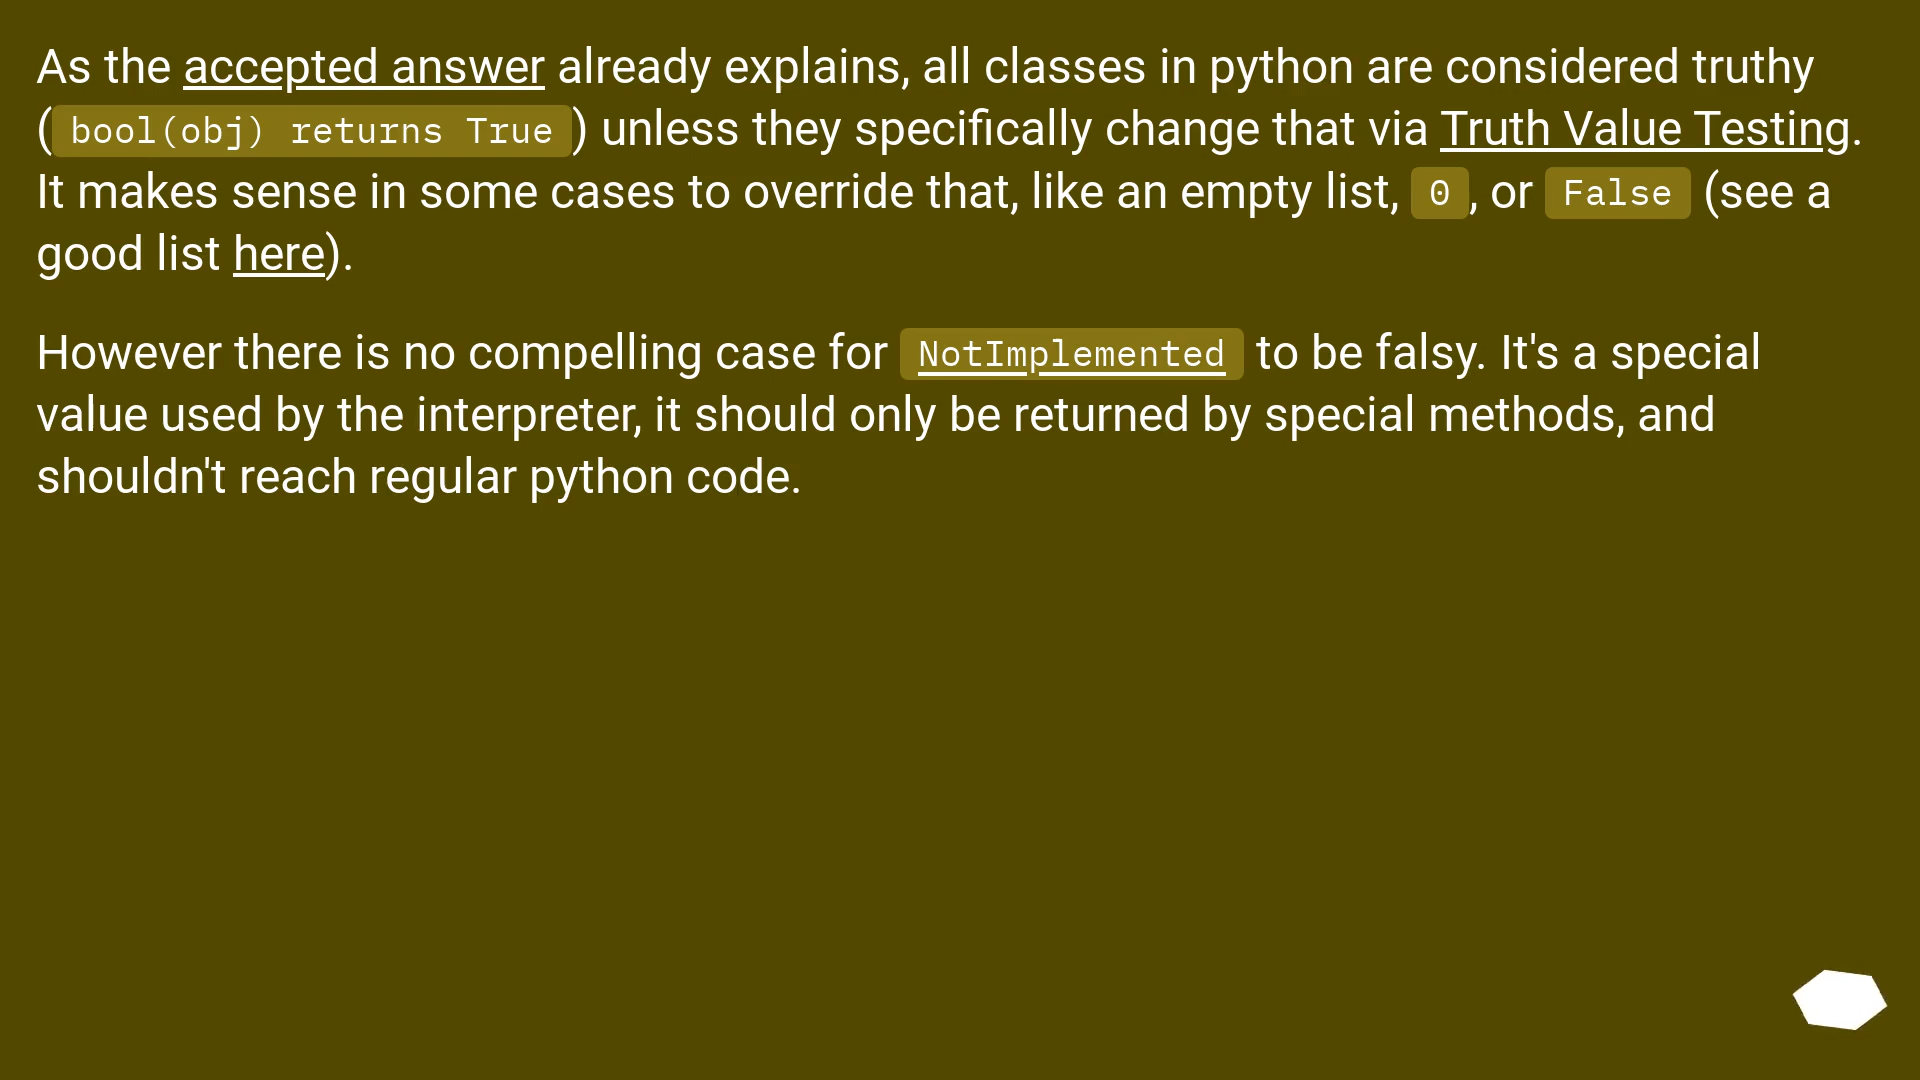 As the accepted answer already explains, all classes in python are considered truthy
(bool(obj) returns True) unless they specifically change that via Truth Value Testing.
It makes sense in some cases to override that, like an empty list, 0, or False (see a
good list here).
However there is no compelling case for NotImplemented to be falsy. It's a special
value used by the interpreter, it should only be returned by special methods, and
shouldn't reach regular python code.